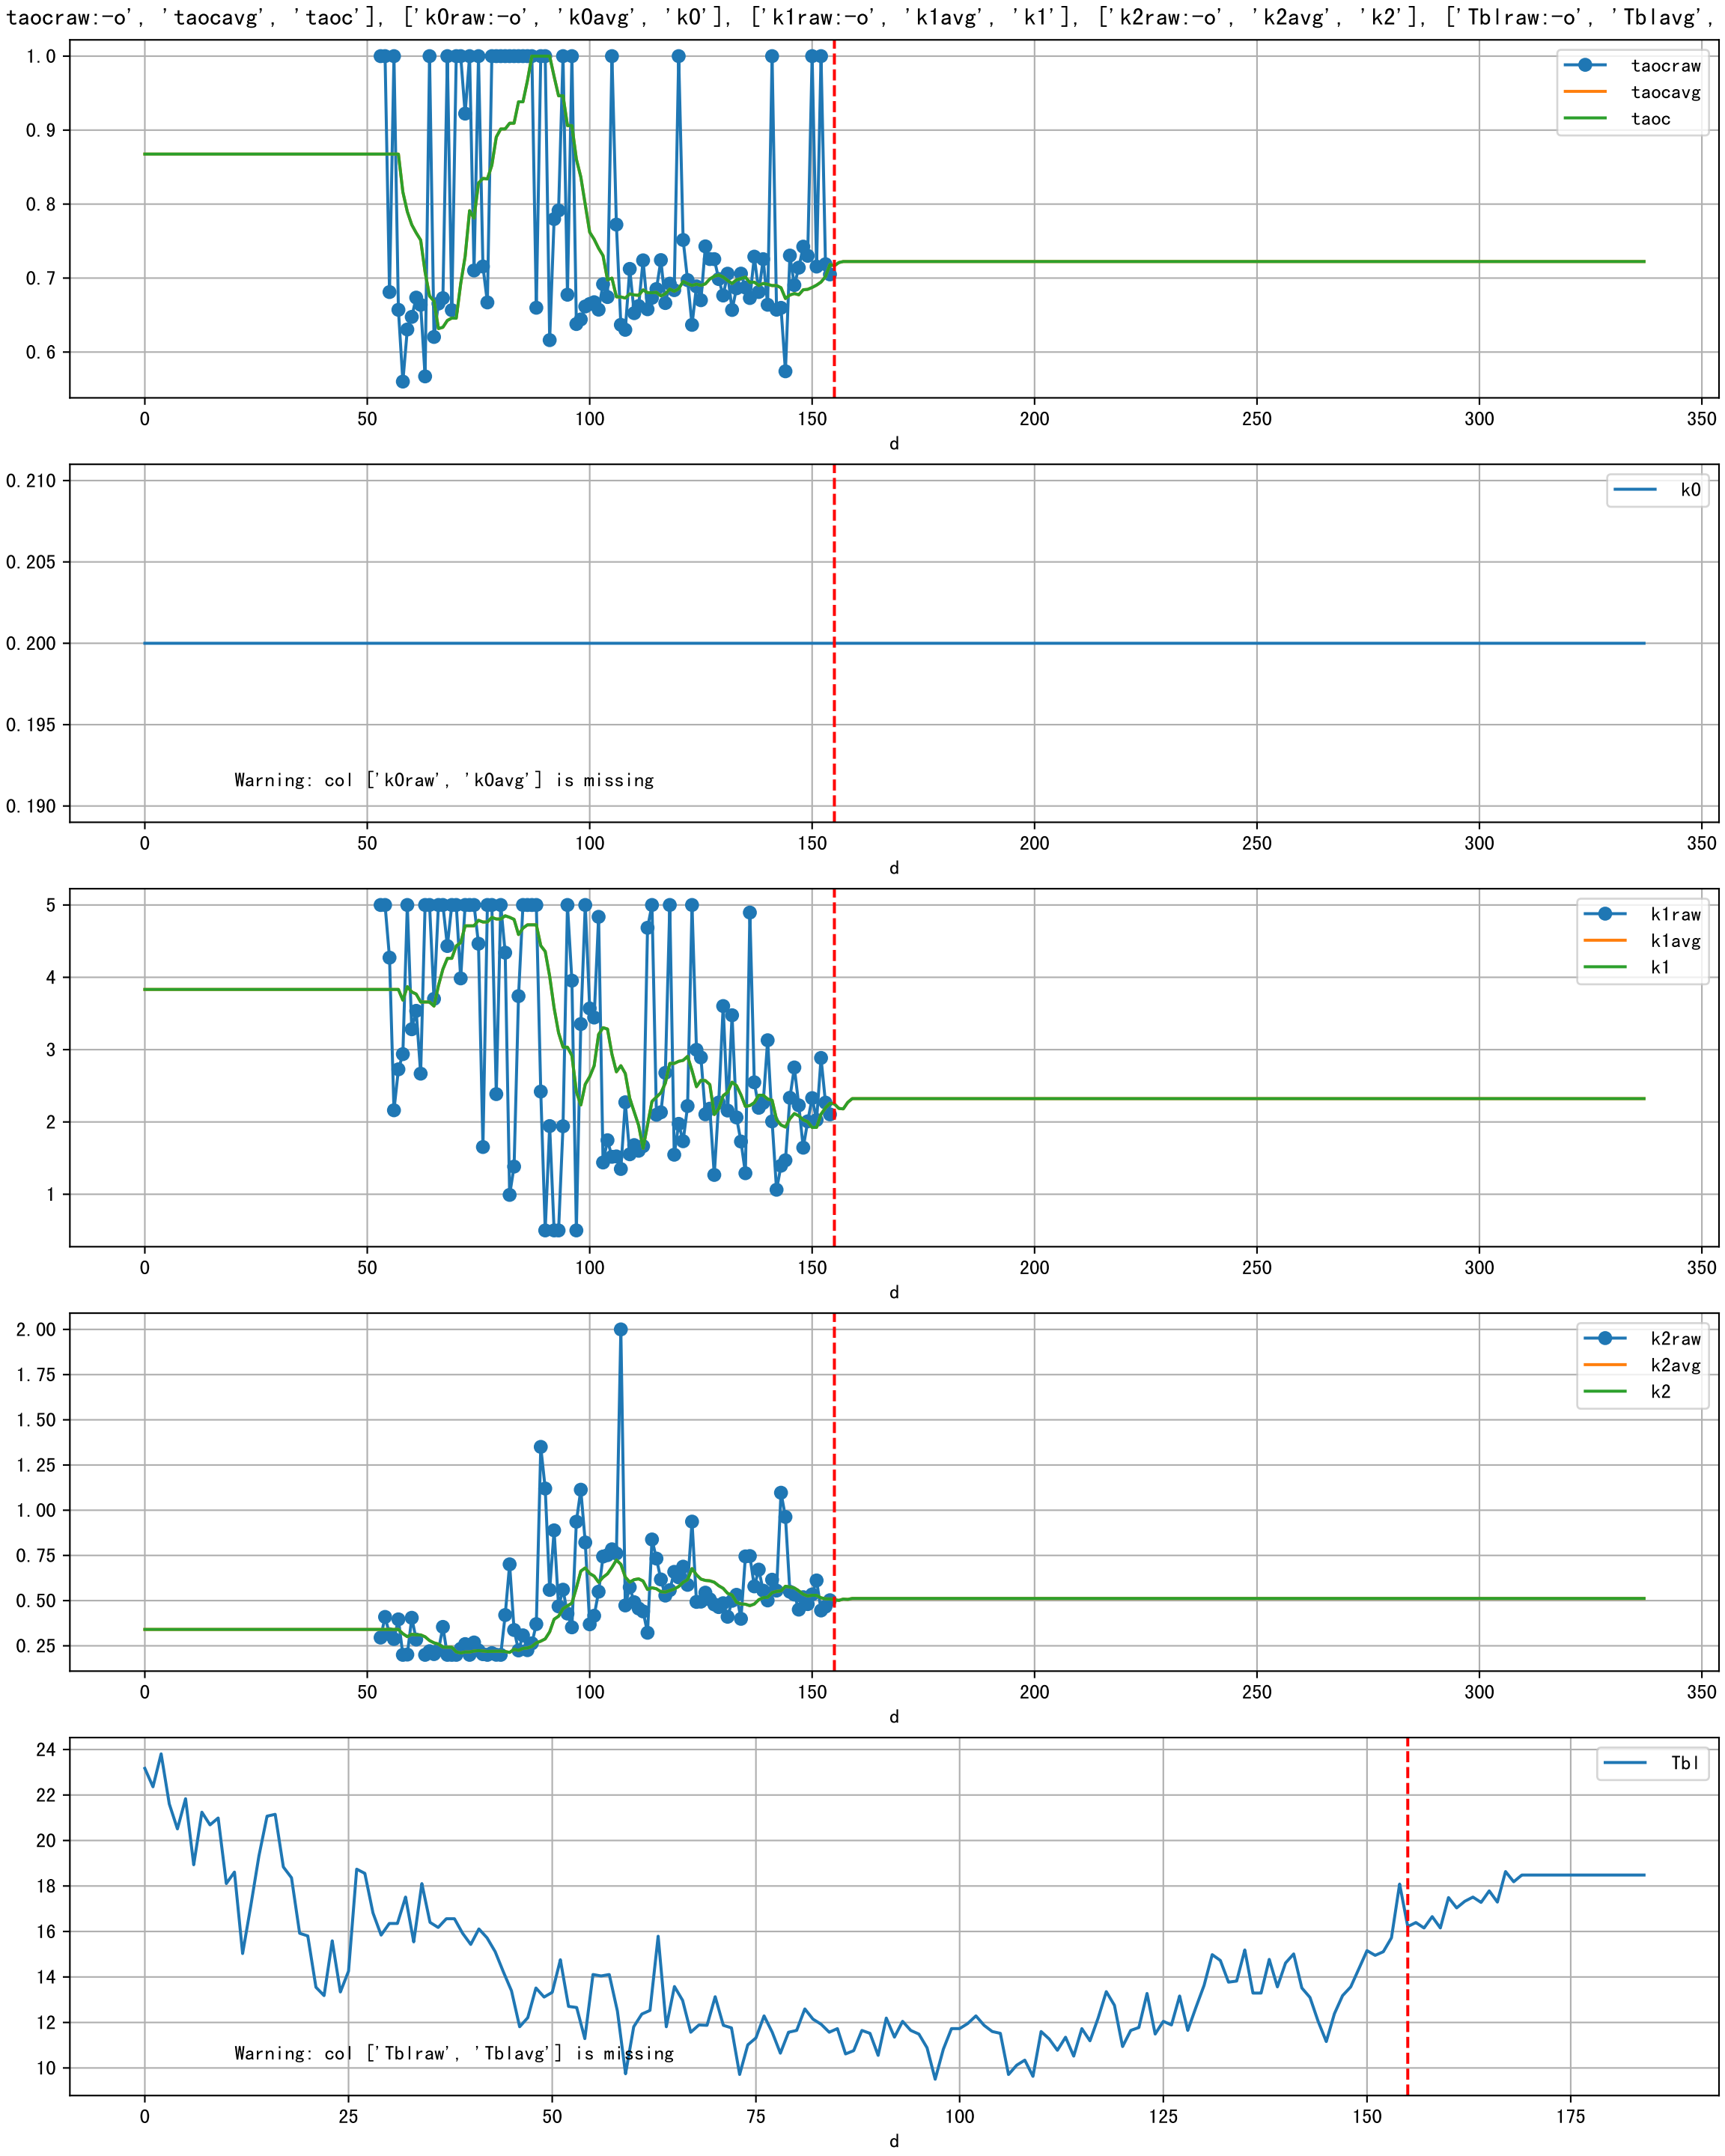 taocraw:-o', 'taocavg', 'taoc'], ['k0raw:-o', 'k0avg', 'k0'], ['k1raw:-o', 'k1avg', 'k1'], ['k2raw:-o', 'k2avg', 'k2'], ['Tblraw:-o', 'Tblavg',
1.0
0.9
0.8
0.7
0.6
taocraw
taocavg
taoc
0 50 100 150 200 250 300 350
d
0.210
0.205
0.200
0.195
0.190
k0
Warning: col ['k0raw', 'k0avg'] is missing
0 50 100 150 200 250 300 350
d
5
4
3
2
1
k1raw
k1avg
k1
0 50 100 150 200 250 300 350
d
2.00
1.75
1.50
1.25
1.00
0.75
0.50
0.25
k2raw
k2avg
k2
0 50 100 150 200 250 300 350
d
24
22
20
18
16
14
12
10
Tbl
Warning: col ['Tblraw', 'Tblavg'] is missing
0 25 50 75 100 125 150 175
d